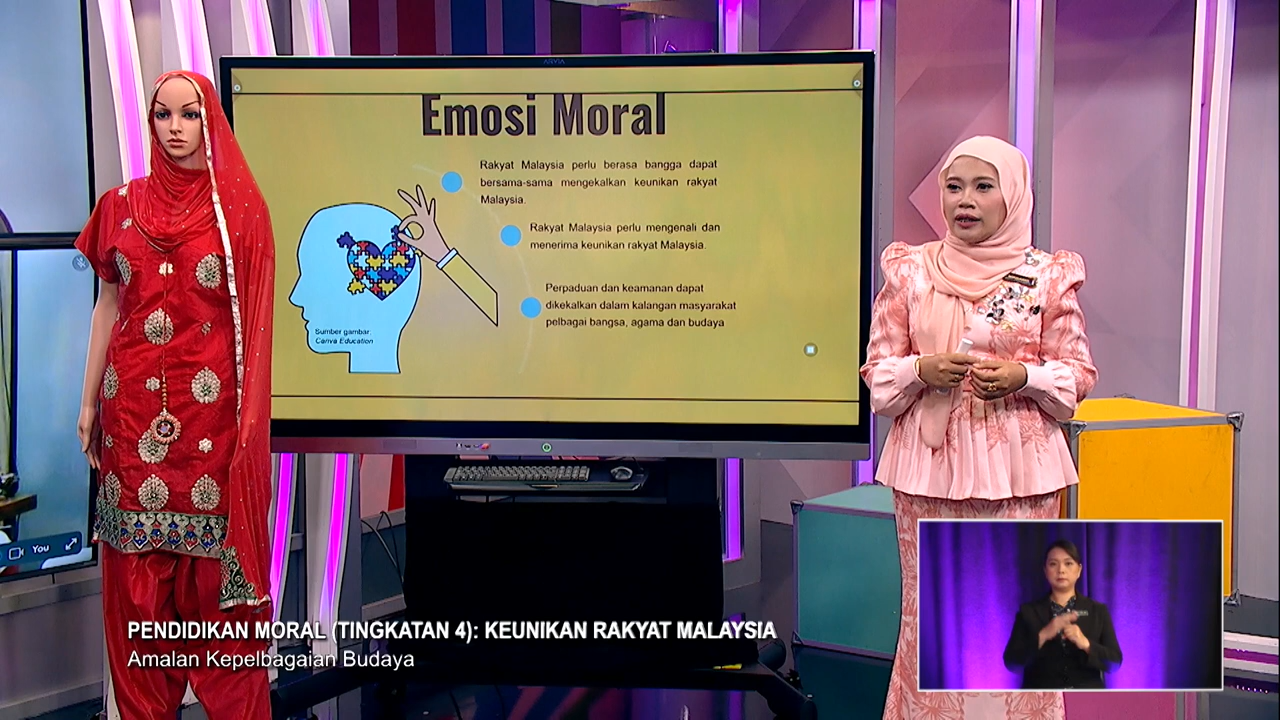 Emosi Moral
Rakyat Malaysia perlu berasa bangga dapat
bersama-sama mengekalkan keunikan rakyat
Malaysia.
Rakyat Malaysia perlu mengenali dan
menerima keunikan rakyat Malaysia.
Perpaduan dan keamanan dapat
dikekalkan dalam kalangan masyarakat
pelbagai bangsa, agama dan budaya
Sumber gambar:
Canva Education
You
PENDIDIKAN MORAL (TINGKATAN 4): KEUNIKAN RAKYAT MALAYSIA
Amalan Kepelbagaian Budaya